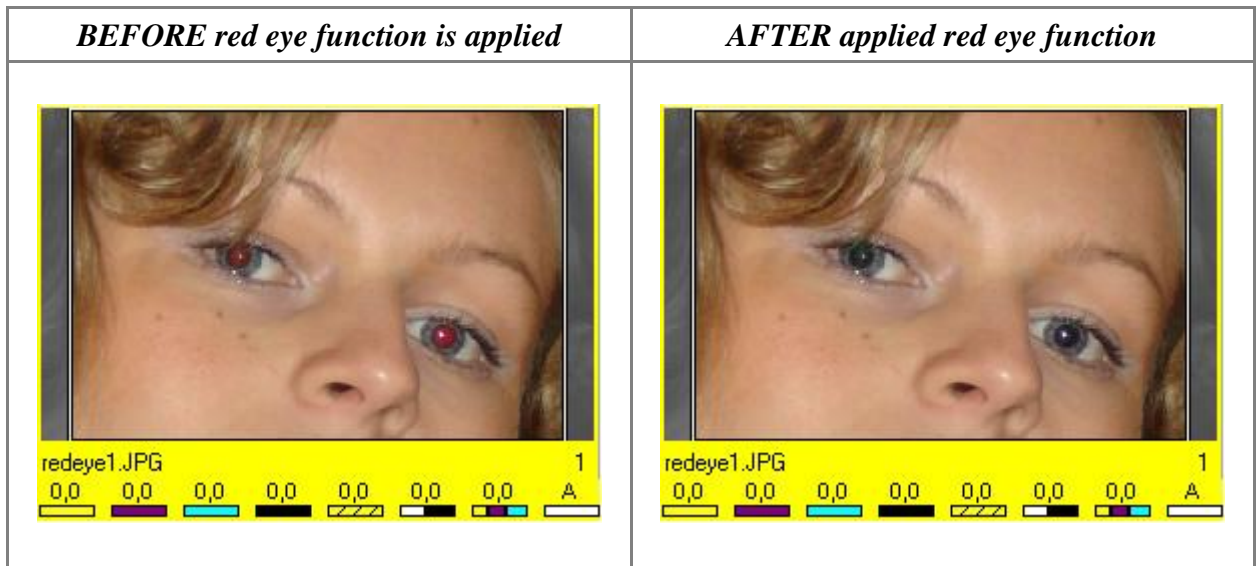 BEFORE red eye function is applied
AFTER applied red eye function
redeye1.JPG 1
0,0 0,0 0,0 0,0 0,0 0,0 0,0 A
redeye1.JPG 1
0,0 0,0 0,0 0,0 0,0 0,0 0,0 A